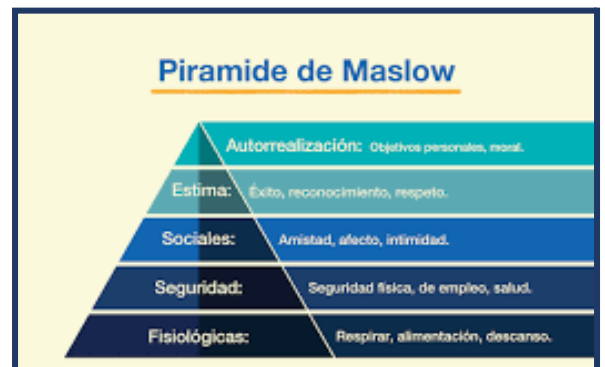 Piramide de Maslow
Autorrealización: Objetivos personales, moral.
Estima: Éxito, reconocimiento, respeto.
Sociales: Amistad, afecto, intimidad.
Seguridad: Seguridad física, de empleo, salud.
Fisiológicas: Respirar, alimentación, descanso.